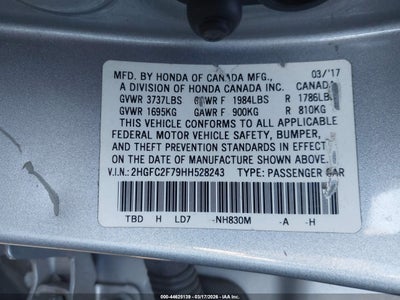 MFD. BY HONDA OF CANADA MFG., 03/'17
A DIVISION OF HONDA CANADA INC. CANADA
GVWR 3737LBS GAWR F 1984LBS R 1786LBS
GVWR 1695KG GAWR F 900KG R 810KG
THIS VEHICLE CONFORMS TO ALL APPLICABLE
FEDERAL MOTOR VEHICLE SAFETY, BUMPER,
AND THEFT PREVENTION STANDARDS IN EFFECT
ON THE DATE OF MANUFACTURE SHOWN ABOVE.
V.I.N.: 2HGFC2F79HH528243 TYPE: PASSENGER CAR
TBD H LD7 -NH830M -A -H
000-44625139 - 03/17/2026 - IAA, Inc.